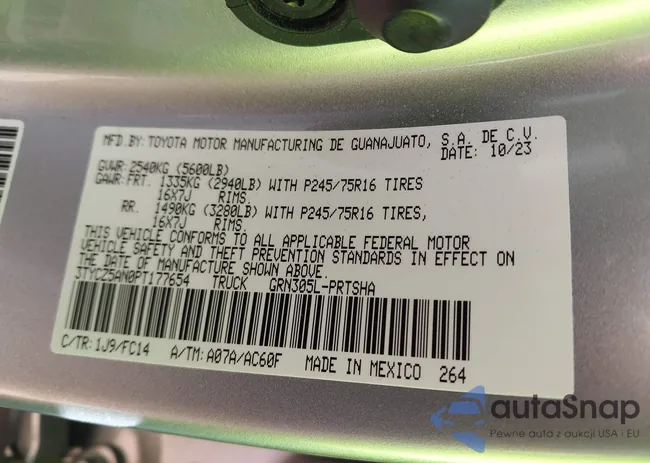 MFD.BY:TOYOTA MOTOR MANUFACTURING DE GUANAJUATO, S.A. DE C.V.
DATE: 10/23
GVWR:2540KG (5600LB)
GAWR:FRT. 1335KG (2940LB) WITH P245/75R16 TIRES
16X7J RIMS.
RR. 1490KG (3280LB) WITH P245/75R16 TIRES,
16X7J RIMS.
THIS VEHICLE CONFORMS TO ALL APPLICABLE FEDERAL MOTOR
VEHICLE SAFETY AND THEFT PREVENTION STANDARDS IN EFFECT ON
THE DATE OF MANUFACTURE SHOWN ABOVE.
3TYCZ5AN0PT177654 TRUCK GRN305L-PRTSHA
C/TR:1J9/FC14 A/TM:A07A/AC60F MADE IN MEXICO 264
autaSnap
Pewne auta z aukcji USA i EU